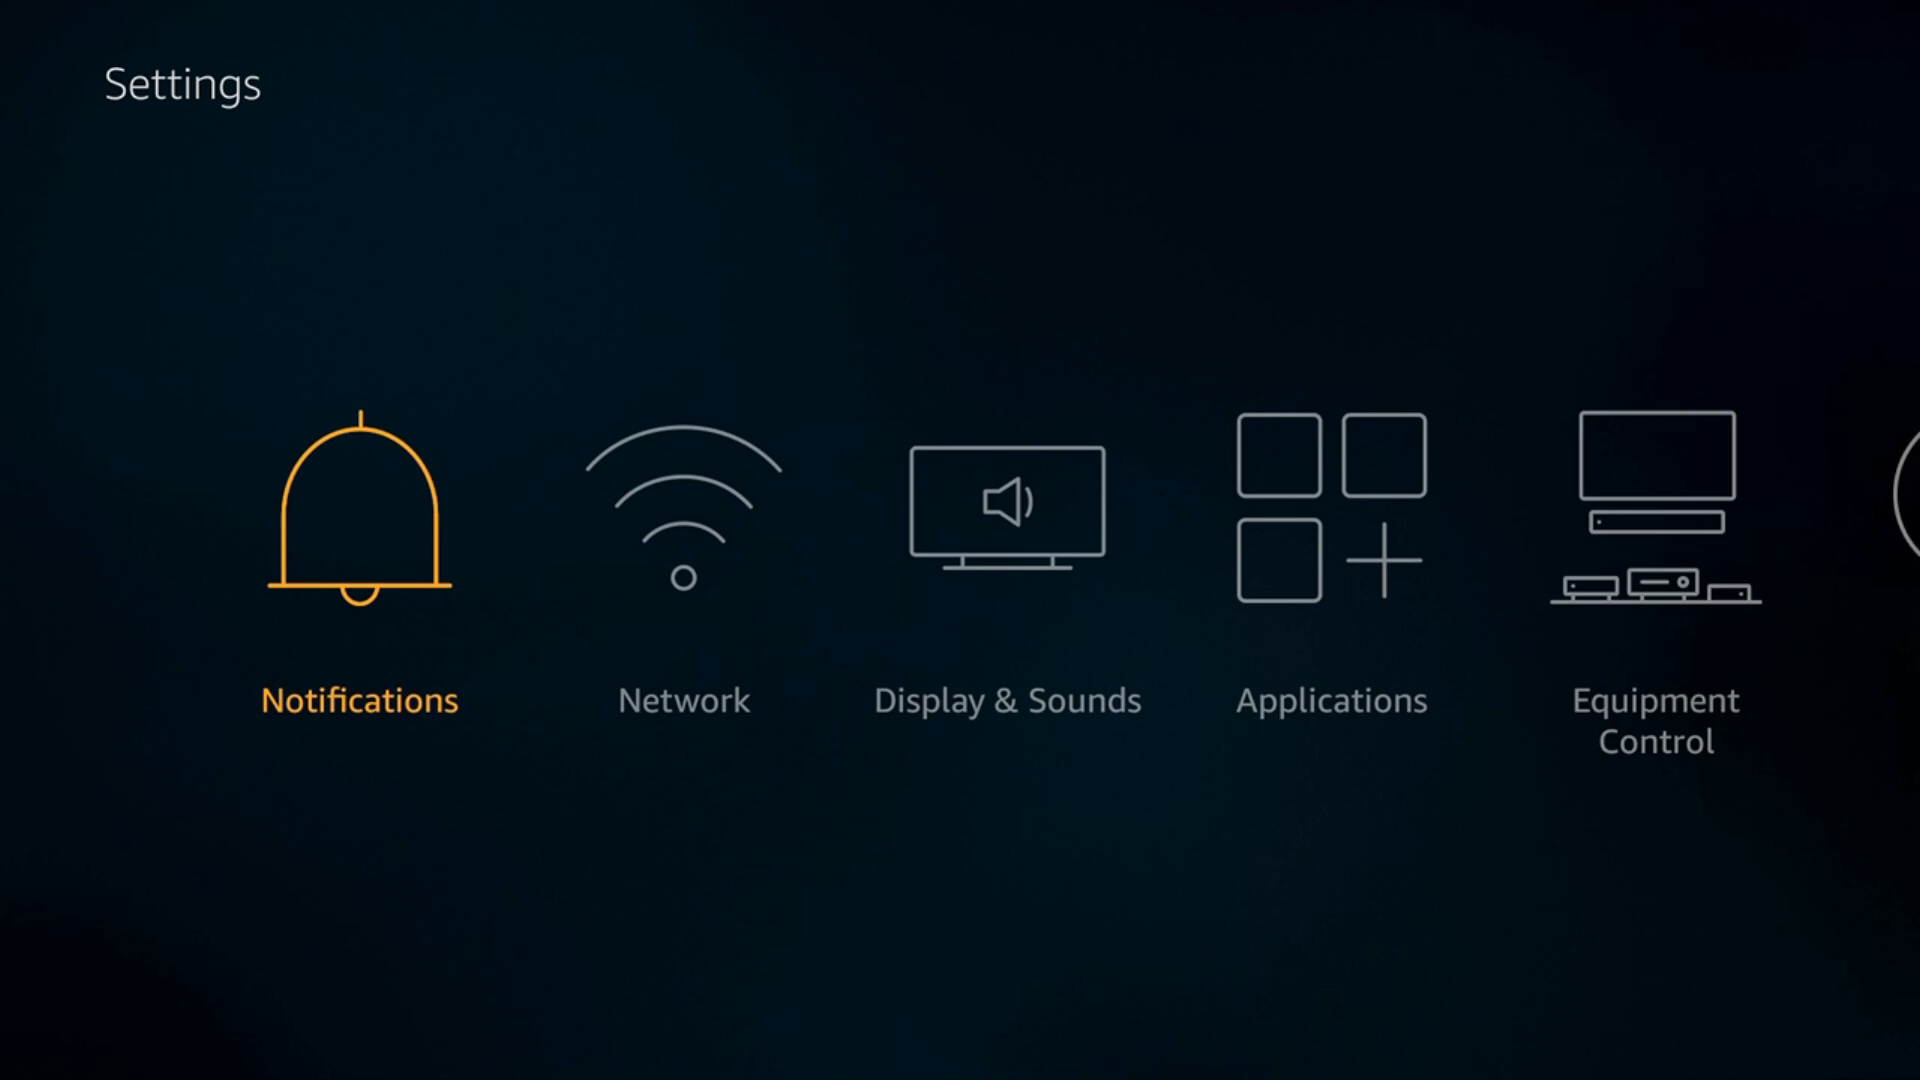 Settings
Notifications
Network
Display & Sounds
Applications
Equipment
Control